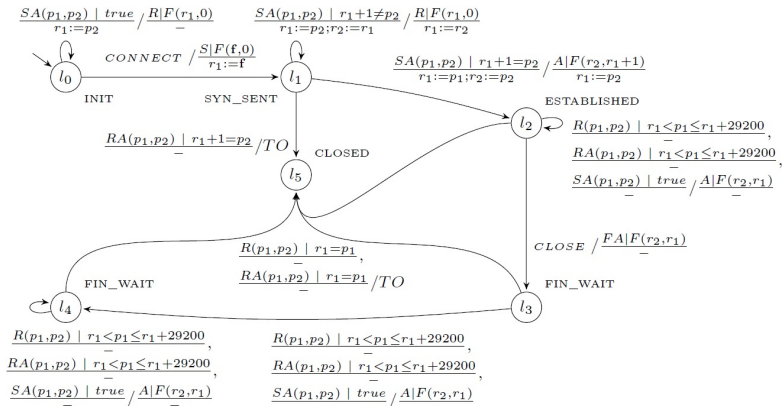 SA(p₁,p₂) | true / R|F(r₁,0)
r₁:=p₂ −
SA(p₁,p₂) | r₁+1≠p₂ / R|F(r₁,0)
r₁:=p₂;r₂:=r₁ r₁:=r₂
CONNECT / S|F(f,0)
r₁:=f
SA(p₁,p₂) | r₁+1=p₂ / A|F(r₂,r₁+1)
r₁:=p₁;r₂:=p₂ r₁:=p₂
l₀
l₁
INIT
SYN_SENT
ESTABLISHED
l₂
R(p₁,p₂) | r₁<p₁≤r₁+29200,
−
RA(p₁,p₂) | r₁<p₁≤r₁+29200,
−
SA(p₁,p₂) | true / A|F(r₂,r₁)
− −
RA(p₁,p₂) | r₁+1=p₂ /TO
−
CLOSED
l₅
R(p₁,p₂) | r₁=p₁,
−
RA(p₁,p₂) | r₁=p₁ /TO
−
CLOSE / FA|F(r₂,r₁)
−
FIN_WAIT
l₄
FIN_WAIT
l₃
R(p₁,p₂) | r₁<p₁≤r₁+29200,
−
RA(p₁,p₂) | r₁<p₁≤r₁+29200,
−
SA(p₁,p₂) | true / A|F(r₂,r₁)
− −
R(p₁,p₂) | r₁<p₁≤r₁+29200,
−
RA(p₁,p₂) | r₁<p₁≤r₁+29200,
−
SA(p₁,p₂) | true / A|F(r₂,r₁)